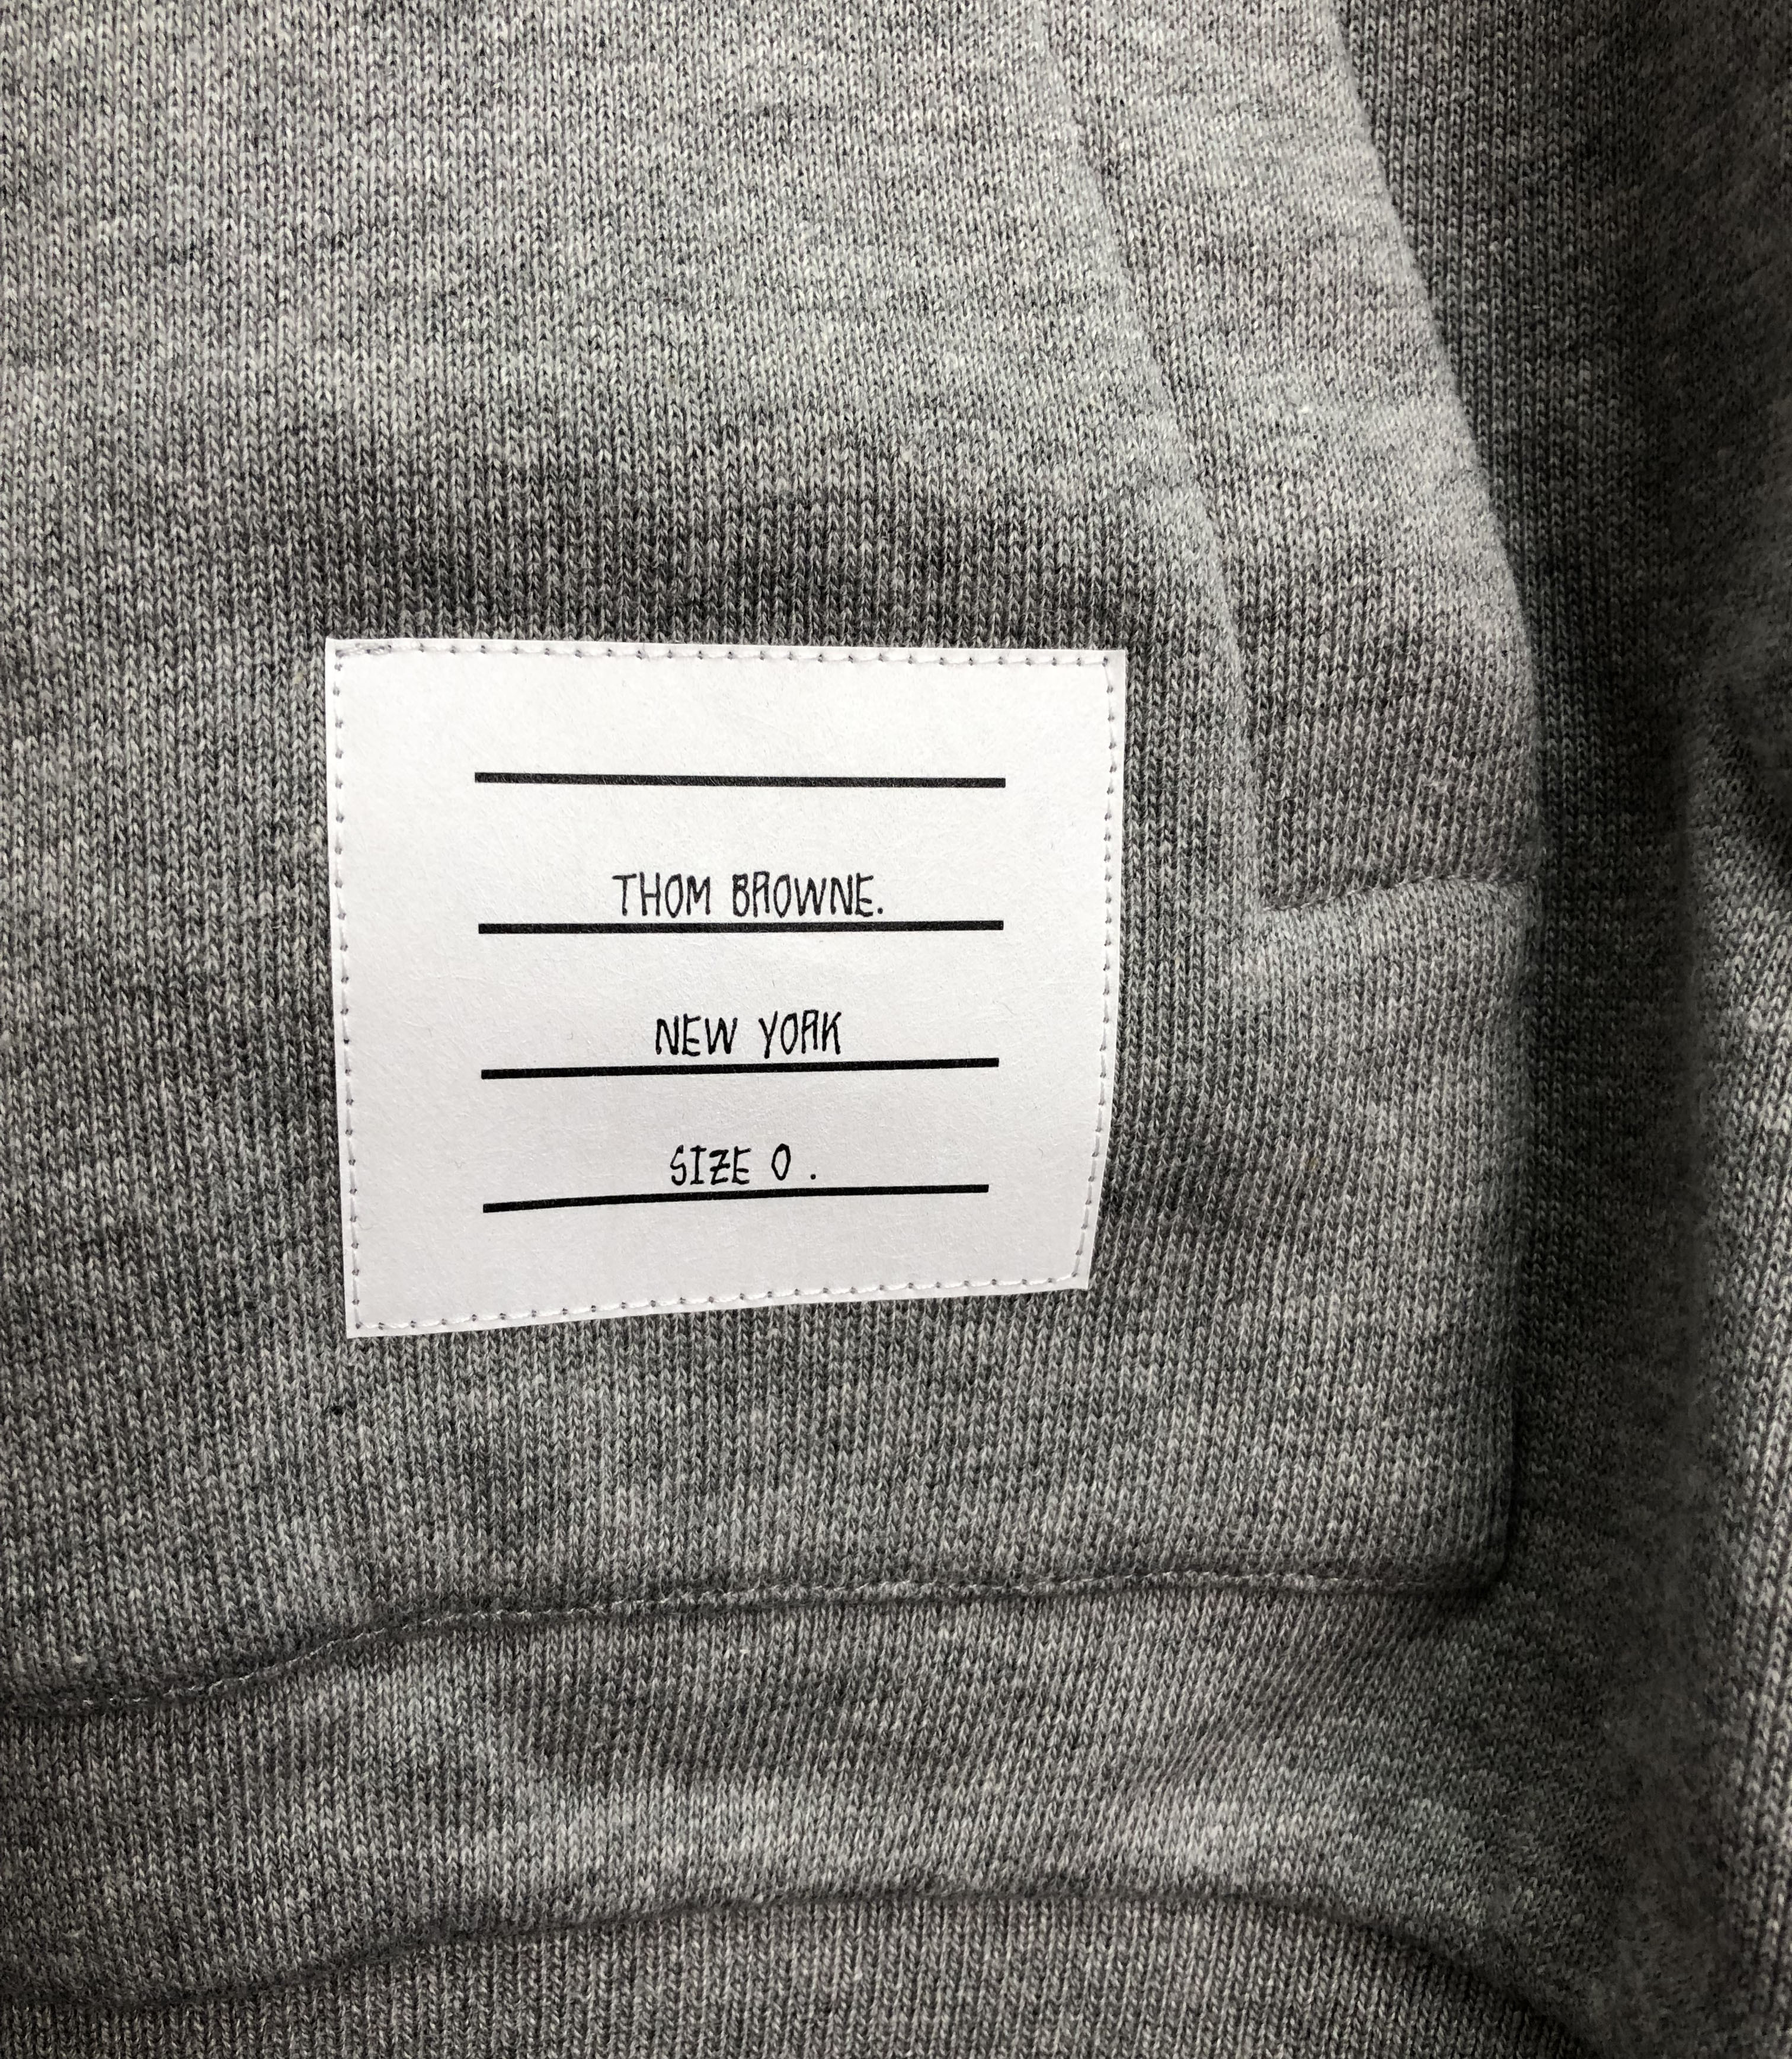 THOM BROWNE.
NEW YORK
SIZE 0 .